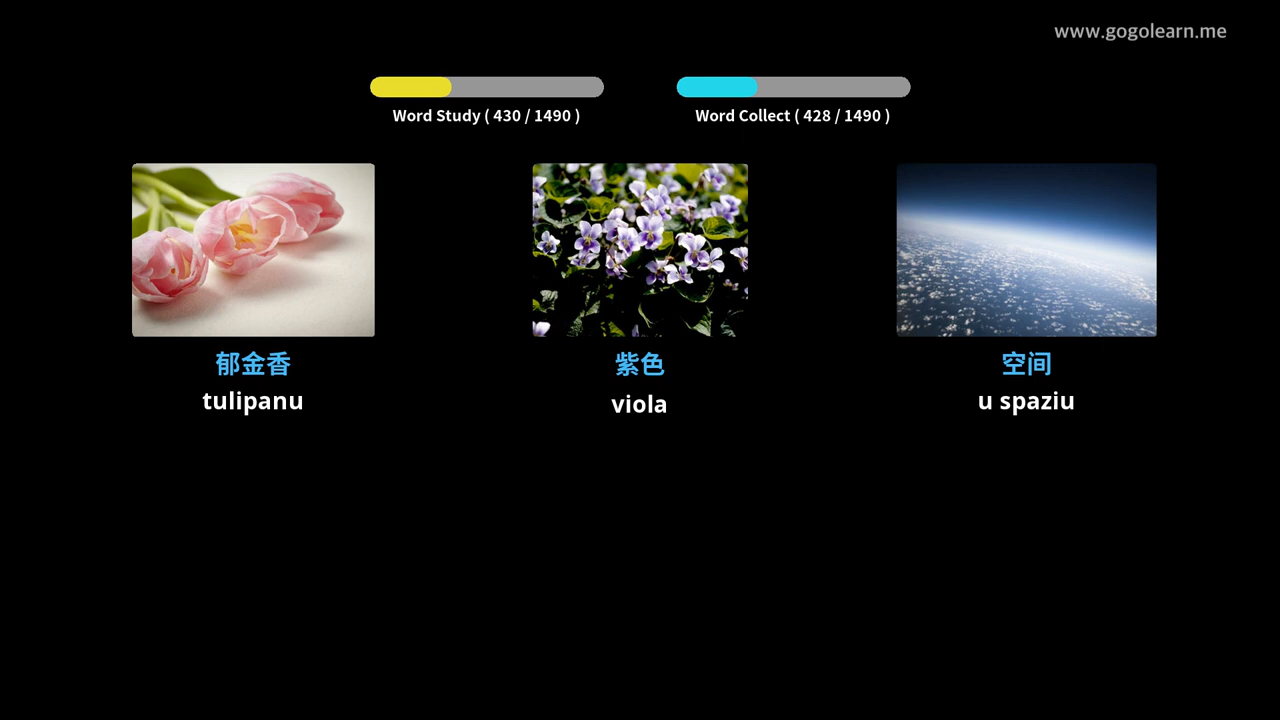 www.gogolearn.me
Word Study ( 430 / 1490 )
Word Collect ( 428 / 1490 )
郁金香
紫色
空间
tulipanu
viola
u spaziu